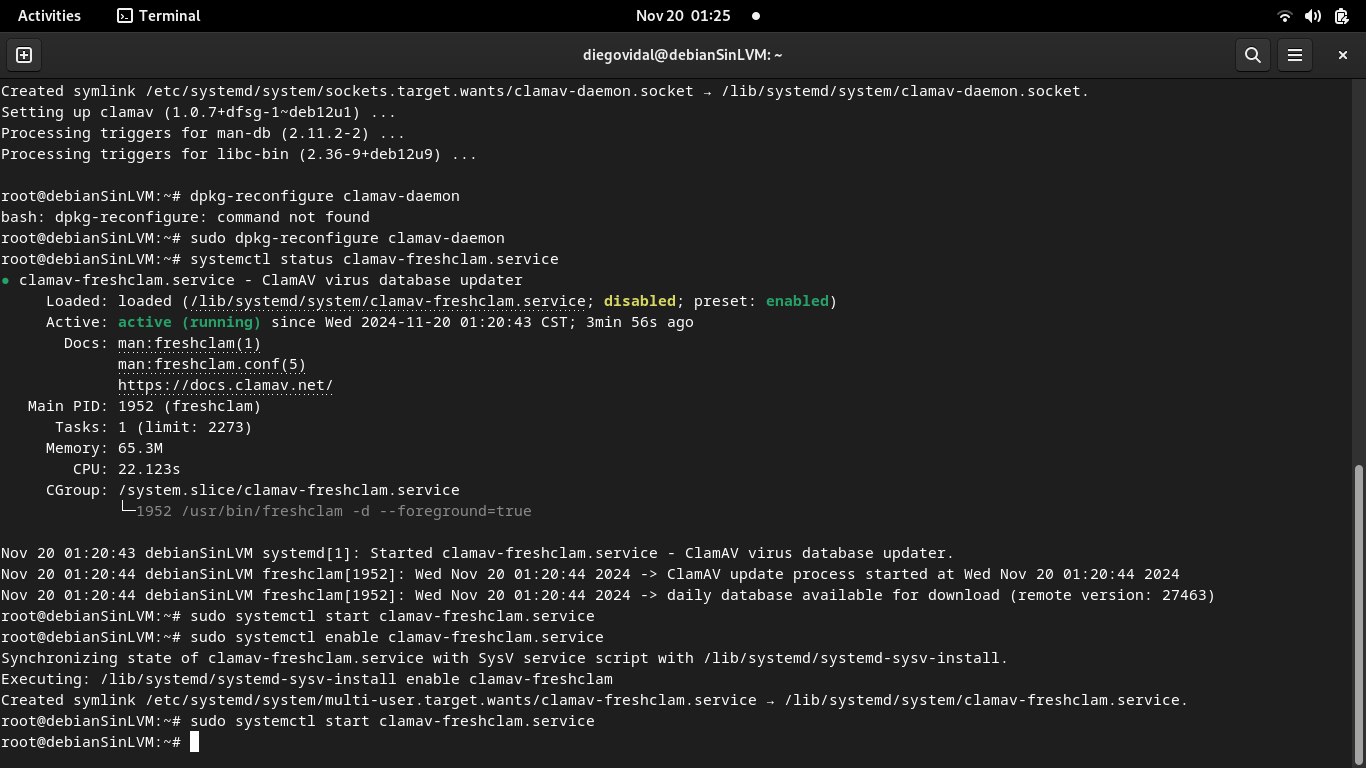 Activities Terminal Nov 20 01:25
diegovidal@debianSinLVM: ~
Created symlink /etc/systemd/system/sockets.target.wants/clamav-daemon.socket → /lib/systemd/system/clamav-daemon.socket.
Setting up clamav (1.0.7+dfsg-1~deb12u1) ...
Processing triggers for man-db (2.11.2-2) ...
Processing triggers for libc-bin (2.36-9+deb12u9) ...
root@debianSinLVM:~# dpkg-reconfigure clamav-daemon
bash: dpkg-reconfigure: command not found
root@debianSinLVM:~# sudo dpkg-reconfigure clamav-daemon
root@debianSinLVM:~# systemctl status clamav-freshclam.service
● clamav-freshclam.service - ClamAV virus database updater
Loaded: loaded (/lib/systemd/system/clamav-freshclam.service; disabled; preset: enabled)
Active: active (running) since Wed 2024-11-20 01:20:43 CST; 3min 56s ago
Docs: man:freshclam(1)
man:freshclam.conf(5)
https://docs.clamav.net/
Main PID: 1952 (freshclam)
Tasks: 1 (limit: 2273)
Memory: 65.3M
CPU: 22.123s
CGroup: /system.slice/clamav-freshclam.service
└─1952 /usr/bin/freshclam -d --foreground=true
Nov 20 01:20:43 debianSinLVM systemd[1]: Started clamav-freshclam.service - ClamAV virus database updater.
Nov 20 01:20:44 debianSinLVM freshclam[1952]: Wed Nov 20 01:20:44 2024 -> ClamAV update process started at Wed Nov 20 01:20:44 2024
Nov 20 01:20:44 debianSinLVM freshclam[1952]: Wed Nov 20 01:20:44 2024 -> daily database available for download (remote version: 27463)
root@debianSinLVM:~# sudo systemctl start clamav-freshclam.service
root@debianSinLVM:~# sudo systemctl enable clamav-freshclam.service
Synchronizing state of clamav-freshclam.service with SysV service script with /lib/systemd/systemd-sysv-install.
Executing: /lib/systemd/systemd-sysv-install enable clamav-freshclam
Created symlink /etc/systemd/system/multi-user.target.wants/clamav-freshclam.service → /lib/systemd/system/clamav-freshclam.service.
root@debianSinLVM:~# sudo systemctl start clamav-freshclam.service
root@debianSinLVM:~#